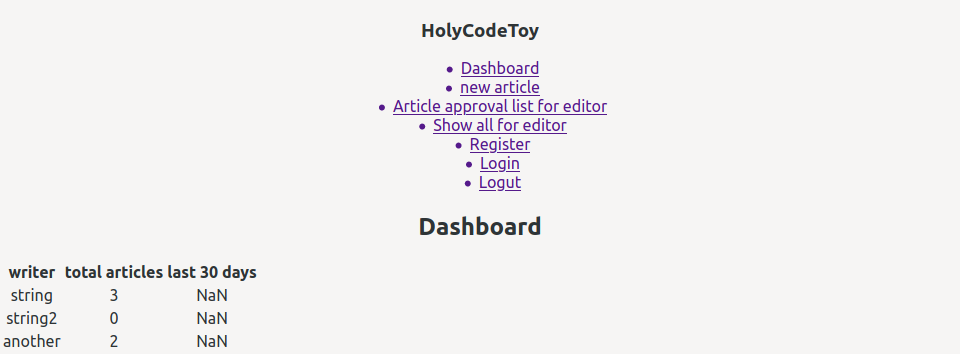 HolyCodeToy
Dashboard
new article
Article approval list for editor
Show all for editor
Register
Login
Logut
Dashboard
writer total articles last 30 days
string 3 NaN
string2 0 NaN
another 2 NaN